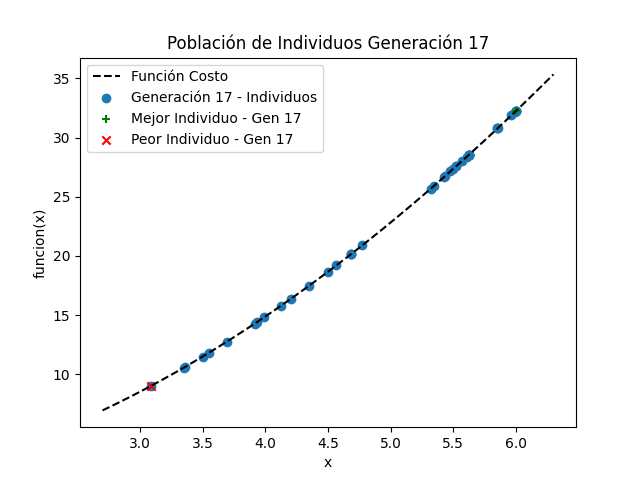 Población de Individuos Generación 17
Función Costo
Generación 17 - Individuos
Mejor Individuo - Gen 17
Peor Individuo - Gen 17
funcion(x)
35
30
25
20
15
10
3.0 3.5 4.0 4.5 5.0 5.5 6.0
x